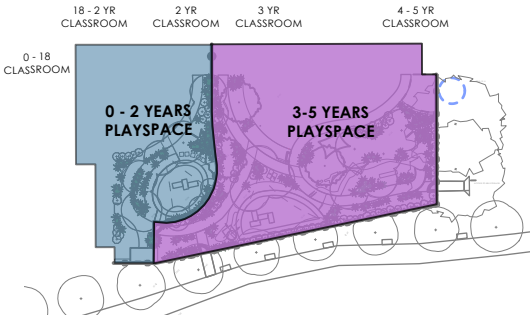 18 - 2 YR
CLASSROOM
2 YR
CLASSROOM
3 YR
CLASSROOM
4 - 5 YR
CLASSROOM
0 - 18
CLASSROOM
0 - 2 YEARS
PLAYSPACE
3-5 YEARS
PLAYSPACE